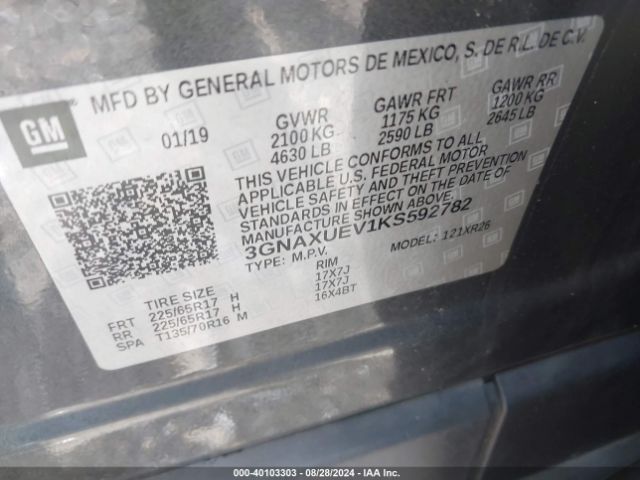 GM
®
MFD BY GENERAL MOTORS DE MEXICO, S. DE R.L. DE C.V.
01/19
GVWR
2100 KG
4630 LB
GAWR FRT
1175 KG
2590 LB
GAWR RR
1200 KG
2645 LB
THIS VEHICLE CONFORMS TO ALL
APPLICABLE U.S. FEDERAL MOTOR
VEHICLE SAFETY AND THEFT PREVENTION
STANDARDS IN EFFECT ON THE DATE OF
MANUFACTURE SHOWN ABOVE.
3GNAXUEV1KS592782
TYPE: M.P.V.
MODEL: 121XR26
TIRE SIZE
RIM
FRT 225/65R17 H 17X7J
RR 225/65R17 H 17X7J
SPA T135/70R16 M 16X4BT
000-40103303 • 08/28/2024 • IAA Inc.